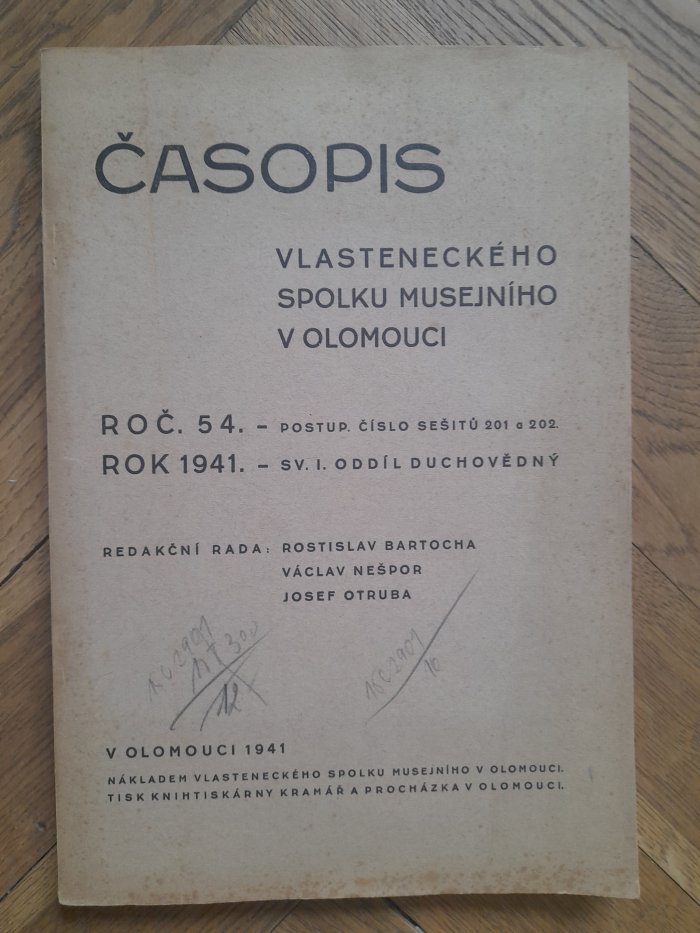 ČASOPIS
VLASTENECKÉHO
SPOLKU MUSEJNÍHO
V OLOMOUCI
ROČ. 54. – POSTUP. ČÍSLO SEŠITŮ 201 a 202.
ROK 1941. – SV. I. ODDÍL DUCHOVĚDNÝ
REDAKČNÍ RADA: ROSTISLAV BARTOCHA
VÁCLAV NEŠPOR
JOSEF OTRUBA
V OLOMOUCI 1941
NÁKLADEM VLASTENECKÉHO SPOLKU MUSEJNÍHO V OLOMOUCI.
TISK KNIHTISKÁRNY KRAMÁŘ A PROCHÁZKA V OLOMOUCI.